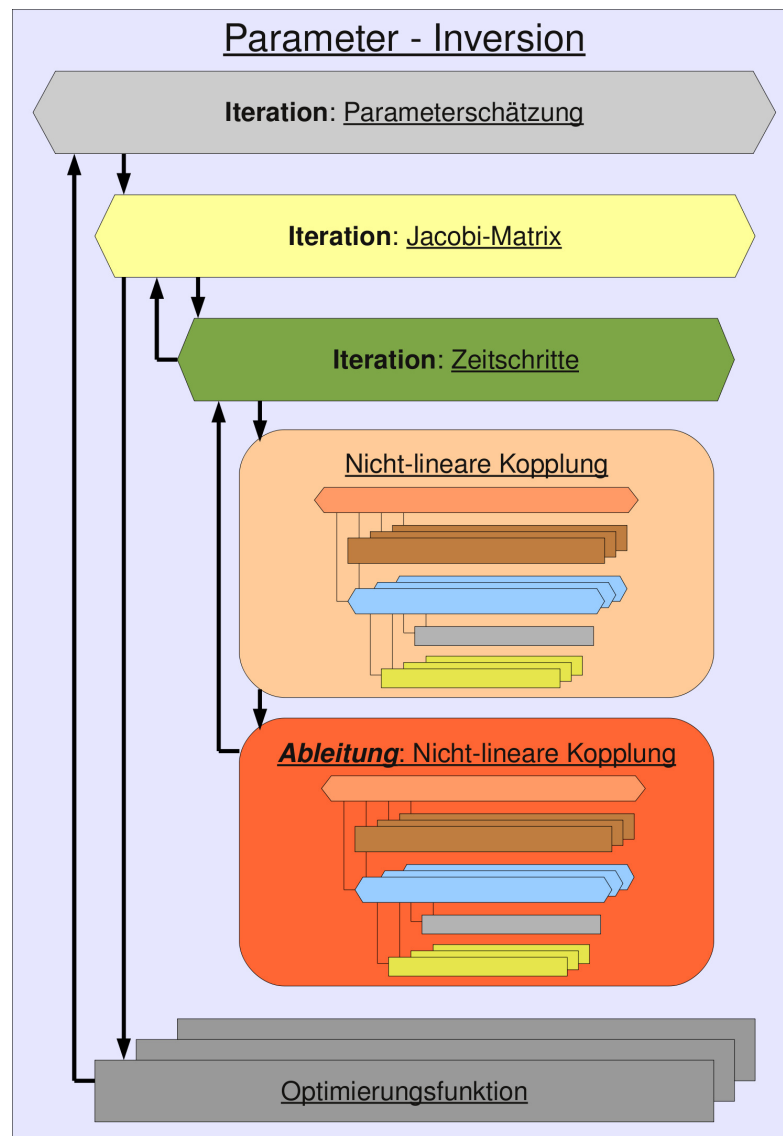 Parameter - Inversion
Iteration: Parameterschätzung
Iteration: Jacobi-Matrix
Iteration: Zeitschritte
Nicht-lineare Kopplung
Ableitung: Nicht-lineare Kopplung
Optimierungsfunktion